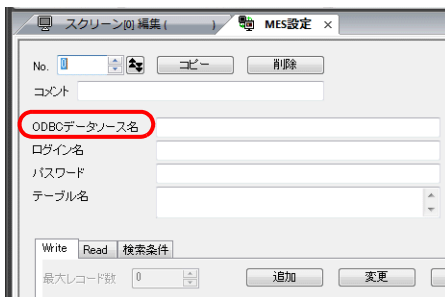 スクリーン[0] 編集 ( ) MES設定 ×
No. 0 コピー 削除
コメント
ODBCデータソース名
ログイン名
パスワード
テーブル名
Write Read 検索条件
最大レコード数 0 追加 変更